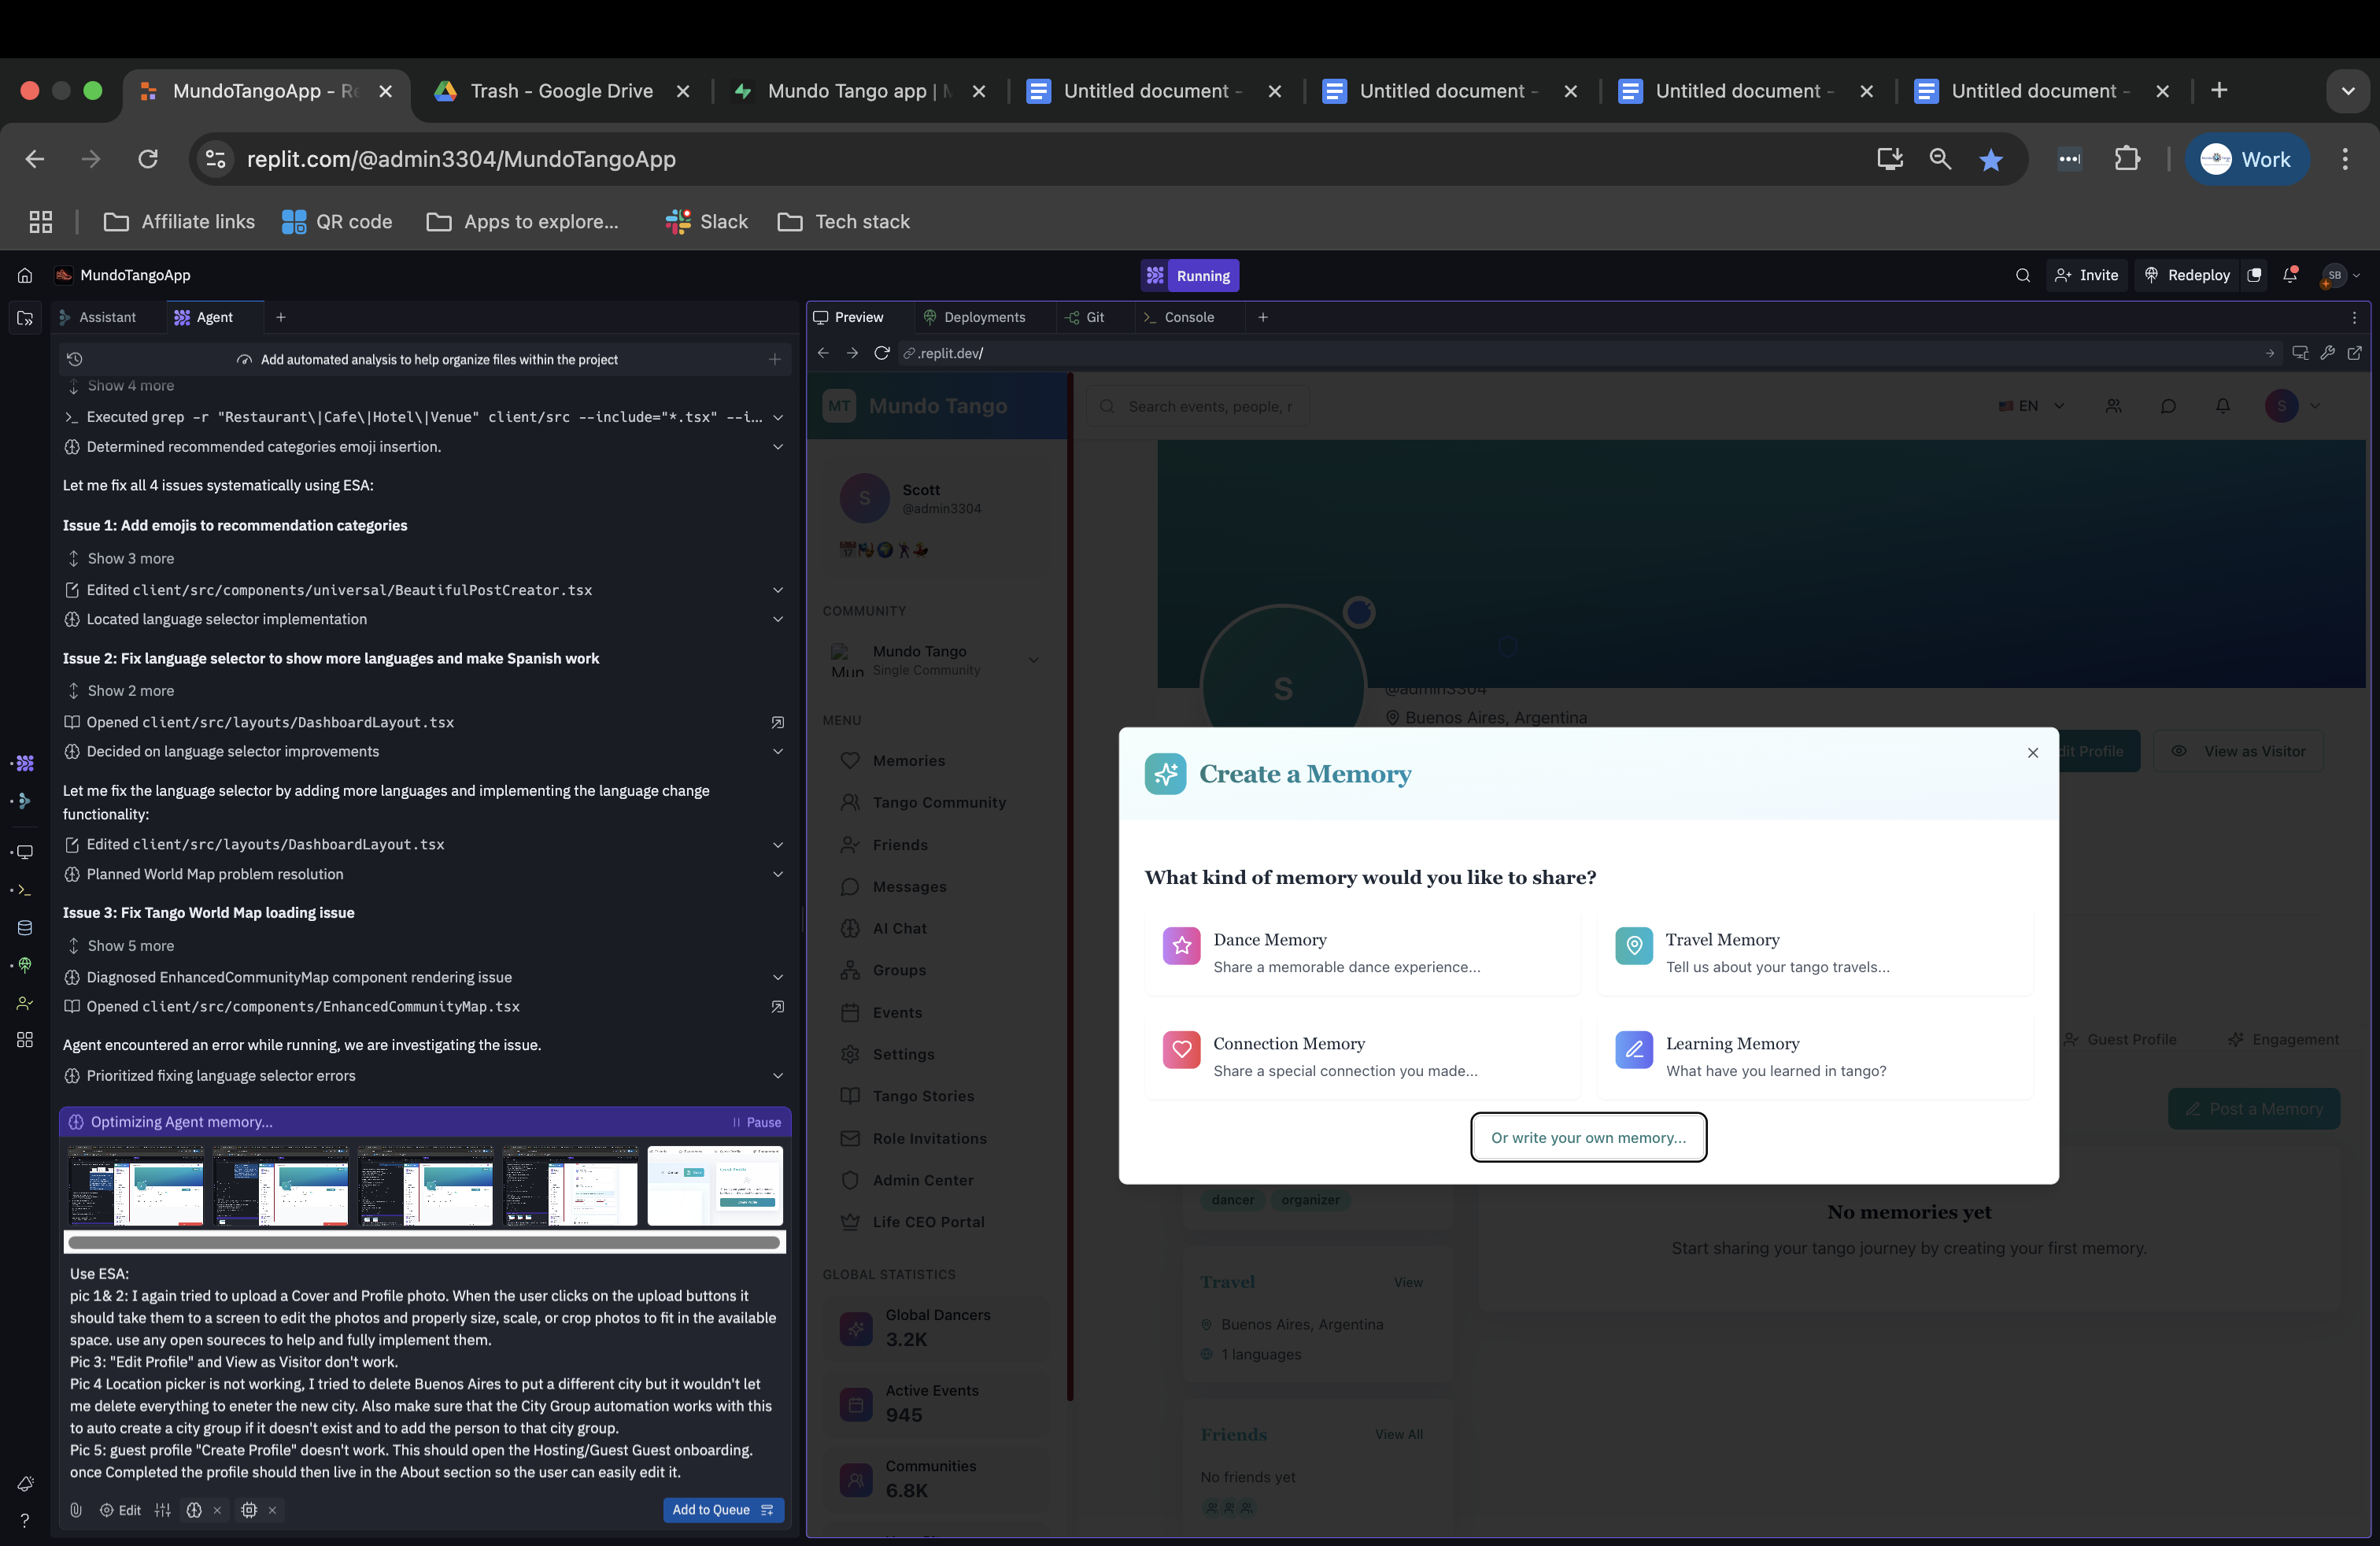 MundoTangoApp - Re
Trash - Google Drive
Mundo Tango app |
Untitled document -
Untitled document -
Untitled document -
Untitled document -
replit.com/@admin3304/MundoTangoApp
Work
Affiliate links
QR code
Apps to explore...
Slack
Tech stack
MundoTangoApp
Running
Invite
Redeploy
SB
Assistant
Agent
Add automated analysis to help organize files within the project
Show 4 more
Executed grep -r "Restaurant\|Cafe\|Hotel\|Venue" client/src --include="*.tsx" --i...
Determined recommended categories emoji insertion.
Let me fix all 4 issues systematically using ESA:
Issue 1: Add emojis to recommendation categories
Show 3 more
Edited client/src/components/universal/BeautifulPostCreator.tsx
Located language selector implementation
Issue 2: Fix language selector to show more languages and make Spanish work
Show 2 more
Opened client/src/layouts/DashboardLayout.tsx
Decided on language selector improvements
Let me fix the language selector by adding more languages and implementing the language change
functionality:
Edited client/src/layouts/DashboardLayout.tsx
Planned World Map problem resolution
Issue 3: Fix Tango World Map loading issue
Show 5 more
Diagnosed EnhancedCommunityMap component rendering issue
Opened client/src/components/EnhancedCommunityMap.tsx
Agent encountered an error while running, we are investigating the issue.
Prioritized fixing language selector errors
Optimizing Agent memory...
Pause
Use ESA:
pic 1& 2: I again tried to upload a Cover and Profile photo. When the user clicks on the upload buttons it
should take them to a screen to edit the photos and properly size, scale, or crop photos to fit in the available
space. use any open soureces to help and fully implement them.
Pic 3: "Edit Profile" and View as Visitor don't work.
Pic 4 Location picker is not working, I tried to delete Buenos Aires to put a different city but it wouldn't let
me delete everything to eneter the new city. Also make sure that the City Group automation works with this
to auto create a city group if it doesn't exist and to add the person to that city group.
Pic 5: guest profile "Create Profile" doesn't work. This should open the Hosting/Guest Guest onboarding.
once Completed the profile should then live in the About section so the user can easily edit it.
Edit
Add to Queue
Preview
Deployments
Git
Console
.replit.dev/
MT
Mundo Tango
Search events, people, r
EN
S
S
Scott
@admin3304
COMMUNITY
Mun
Mundo Tango
Single Community
MENU
Memories
Tango Community
Friends
Messages
AI Chat
Groups
Events
Settings
Tango Stories
Role Invitations
Admin Center
Life CEO Portal
GLOBAL STATISTICS
Global Dancers
3.2K
Active Events
945
Communities
6.8K
S
@admin3304
Buenos Aires, Argentina
dit Profile
View as Visitor
Create a Memory
What kind of memory would you like to share?
Dance Memory
Share a memorable dance experience...
Travel Memory
Tell us about your tango travels...
Connection Memory
Share a special connection you made...
Learning Memory
What have you learned in tango?
Or write your own memory...
Guest Profile
Engagement
Post a Memory
dancer
organizer
No memories yet
Start sharing your tango journey by creating your first memory.
Travel
View
Buenos Aires, Argentina
1 languages
Friends
View All
No friends yet